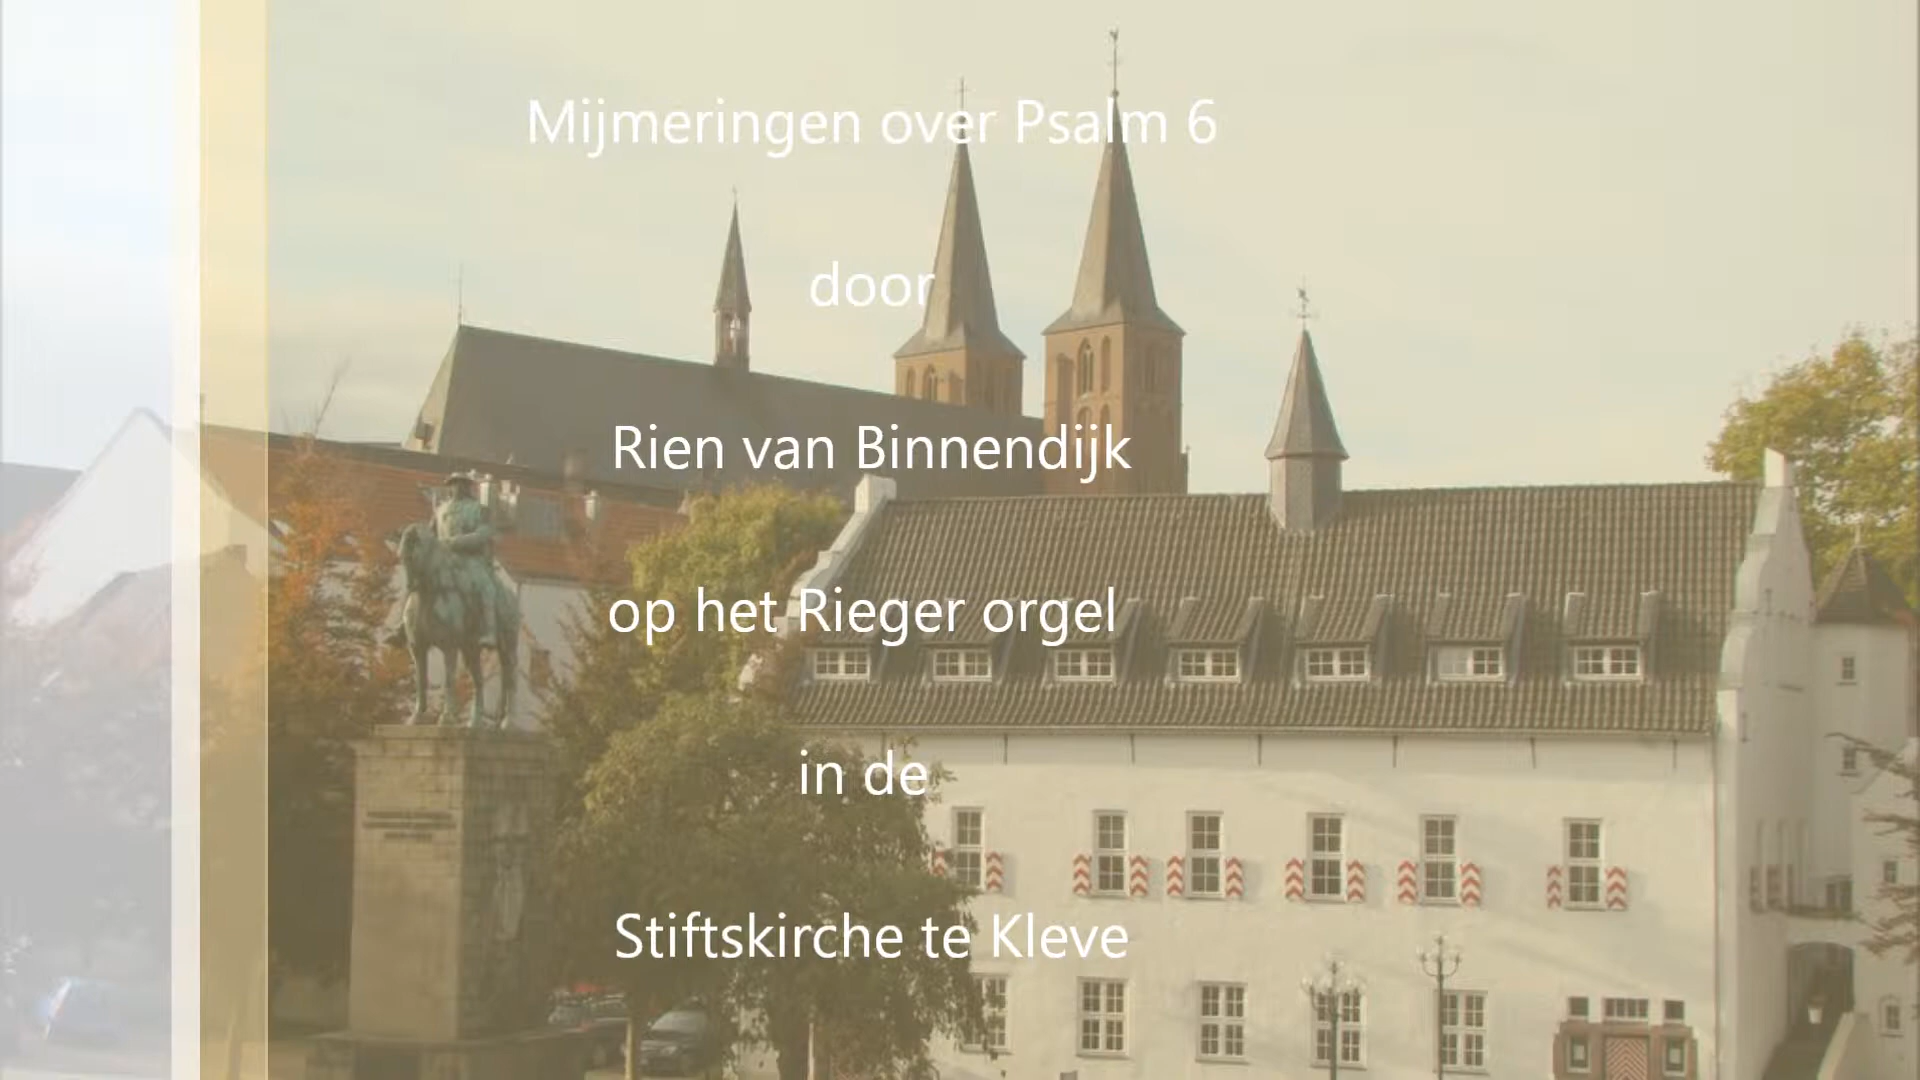 Mijmeringen over Psalm 6
door
Rien van Binnendijk
op het Rieger orgel
in de
Stiftskirche te Kleve